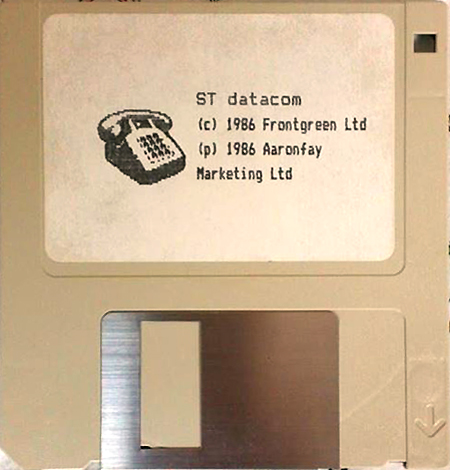 ST datacom
(c) 1986 Frontgreen Ltd
(p) 1986 Aaronfay
Marketing Ltd